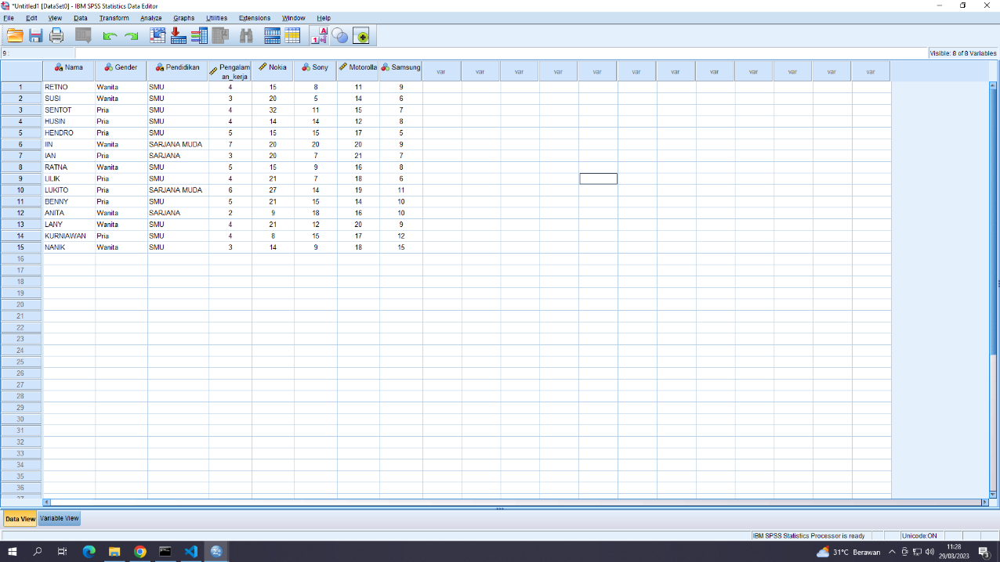 *Untitled1 [DataSet0] - IBM SPSS Statistics Data Editor
File Edit View Data Transform Analyze Graphs Utilities Extensions Window Help
9 :
Visible: 8 of 8 Variables
Nama Gender Pendidikan Pengalaman_kerja Nokia Sony Motorolla Samsung var var var var var var var var var var var var
1 RETNO Wanita SMU 4 15 8 11 9
2 SUSI Wanita SMU 3 20 5 14 6
3 SENTOT Pria SMU 4 32 11 15 7
4 HUSIN Pria SMU 4 14 14 12 8
5 HENDRO Pria SMU 5 15 15 17 5
6 IIN Wanita SARJANA MUDA 7 20 20 20 9
7 IAN Pria SARJANA 3 20 7 21 7
8 RATNA Wanita SMU 5 15 9 16 8
9 LILIK Pria SMU 4 21 7 18 6
10 LUKITO Pria SARJANA MUDA 6 27 14 19 11
11 BENNY Pria SMU 5 21 15 14 10
12 ANITA Wanita SARJANA 2 9 18 16 10
13 LANY Wanita SMU 4 21 12 20 9
14 KURNIAWAN Pria SMU 4 8 15 17 12
15 NANIK Wanita SMU 3 14 9 18 15
16
17
18
19
20
21
22
23
24
25
26
27
28
29
30
31
32
33
34
35
36
Data View Variable View
IBM SPSS Statistics Processor is ready Unicode:ON
31°C Berawan
11:28
29/03/2023
3